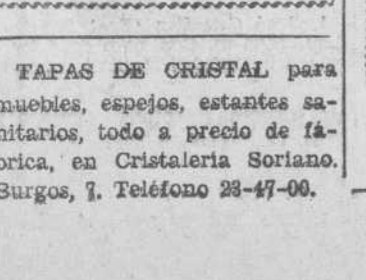 TAPAS DE CRISTAL para
muebles, espejos, estantes sa-
nitarios, todo a precio de fá-
brica, en Cristaleria Soriano.
Burgos, 7. Teléfono 23-47-00.